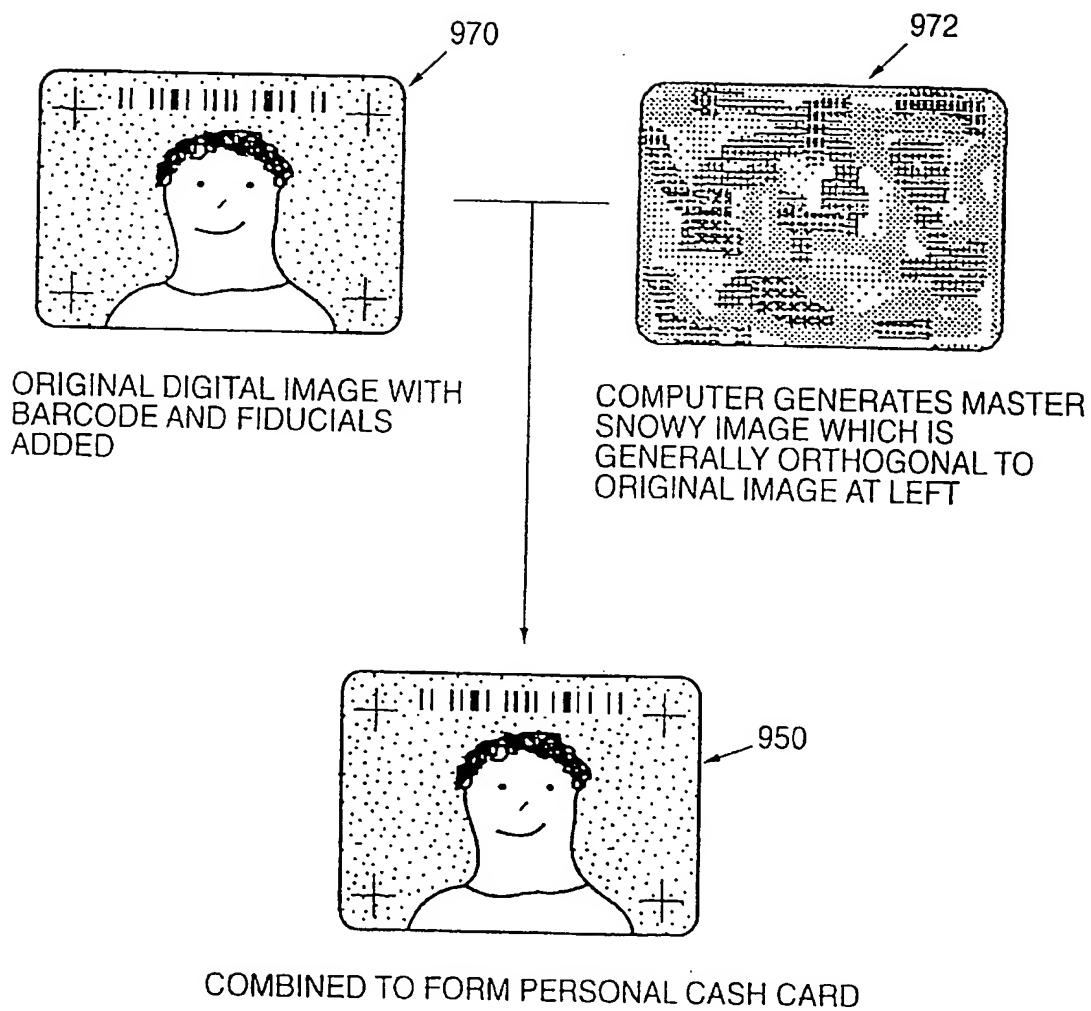 970
972
ORIGINAL DIGITAL IMAGE WITH
BARCODE AND FIDUCIALS
ADDED
COMPUTER GENERATES MASTER
SNOWY IMAGE WHICH IS
GENERALLY ORTHOGONAL TO
ORIGINAL IMAGE AT LEFT
950
COMBINED TO FORM PERSONAL CASH CARD